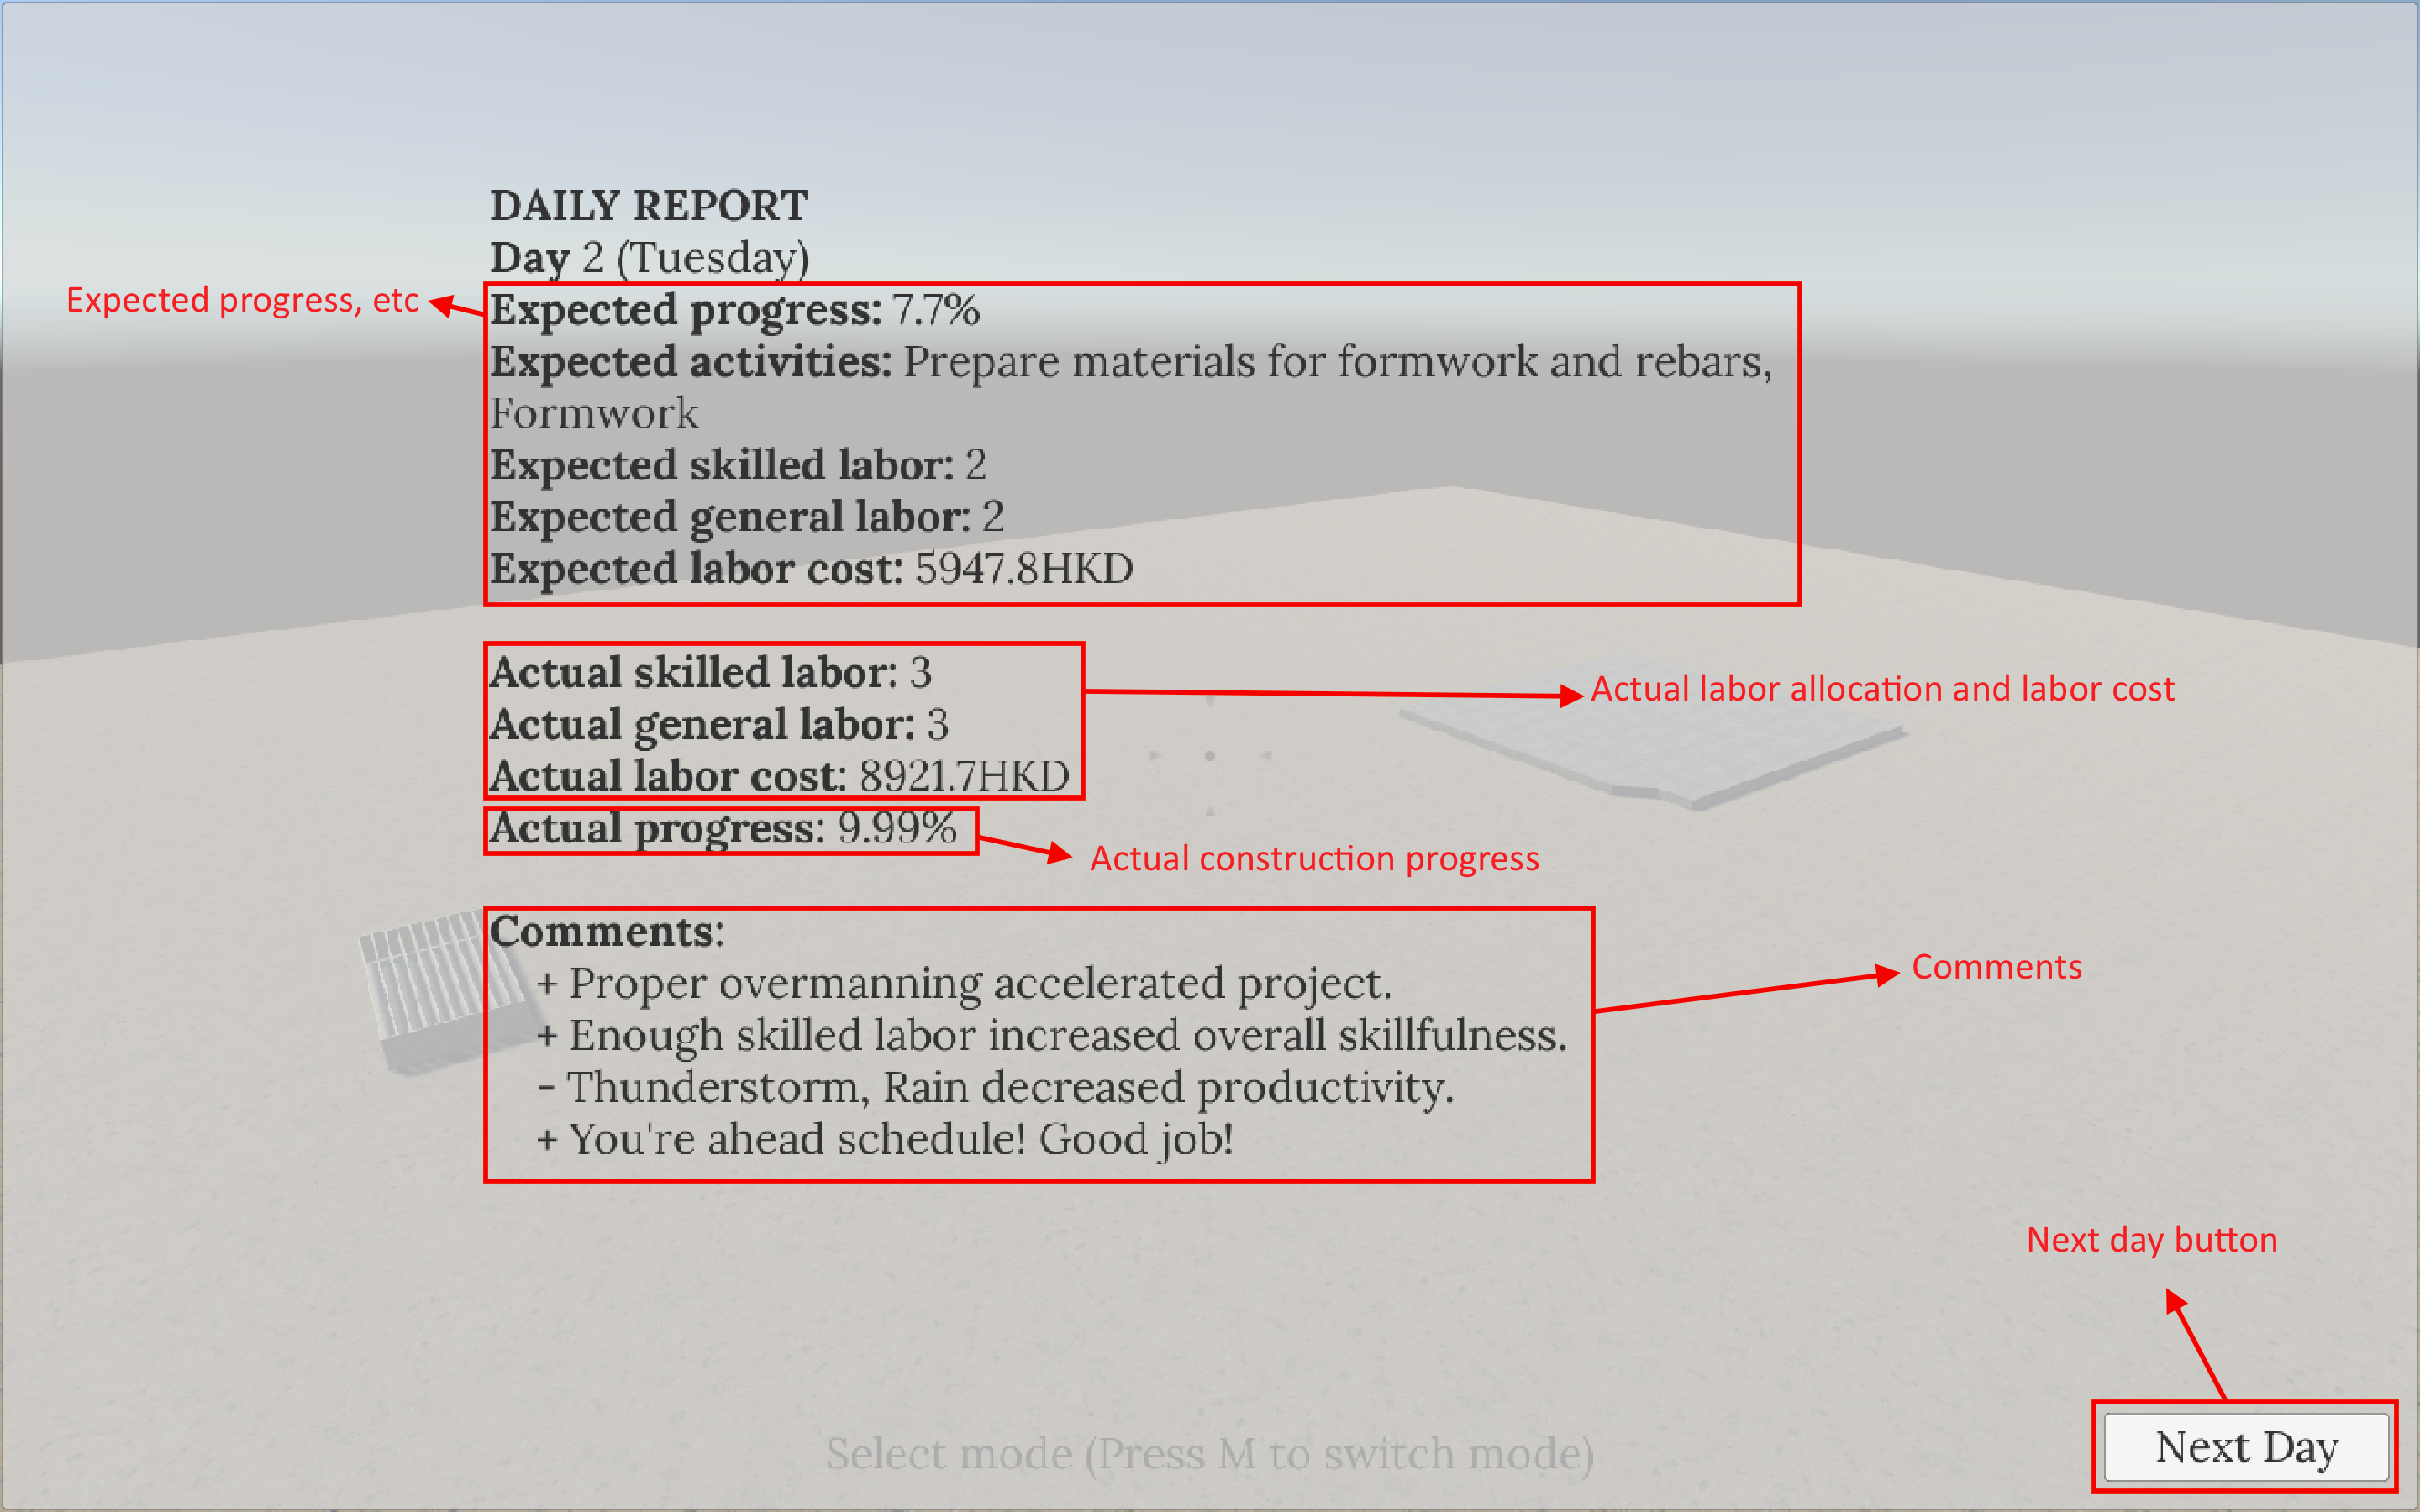 DAILY REPORT
Day 2 (Tuesday)
Expected progress, etc
Expected progress: 7.7%
Expected activities: Prepare materials for formwork and rebars,
Formwork
Expected skilled labor: 2
Expected general labor: 2
Expected labor cost: 5947.8HKD
Actual skilled labor: 3
Actual labor allocation and labor cost
Actual general labor: 3
Actual labor cost: 8921.7HKD
Actual progress: 9.99%
Actual construction progress
Comments:
Comments
+ Proper overmanning accelerated project.
+ Enough skilled labor increased overall skillfulness.
- Thunderstorm, Rain decreased productivity.
+ You're ahead schedule! Good job!
Next day button
Next Day
Select mode (Press M to switch mode)